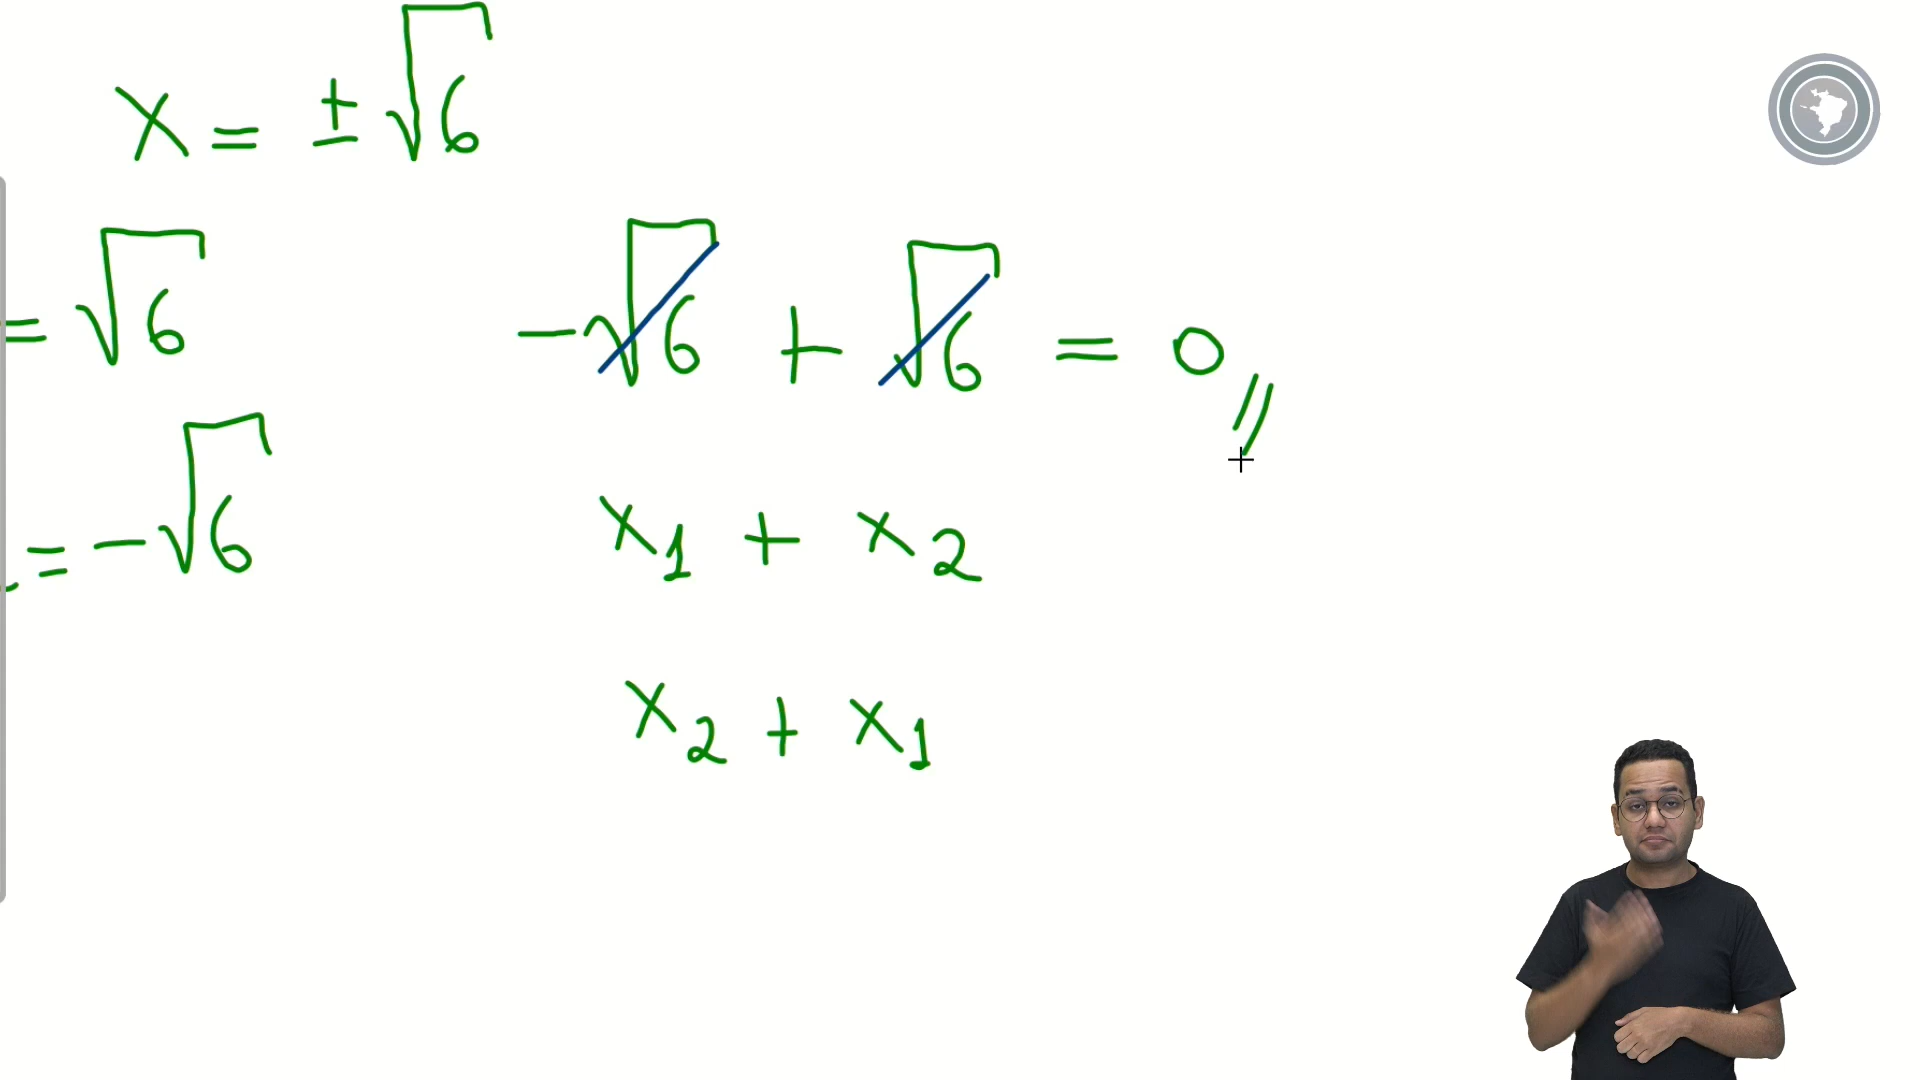 x = ± √6
= √6
-√6 + √6 = 0
= -√6
x₁ + x₂
x₂ + x₁